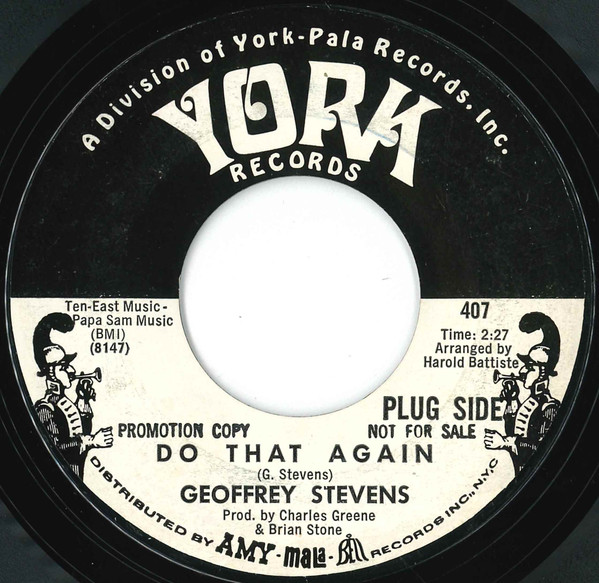 A Division of York-Pala Records, Inc.
YORK
RECORDS
Ten-East Music -
Papa Sam Music
(BMI)
(8147)
407
Time: 2:27
Arranged by
Harold Battiste
PLUG SIDE
PROMOTION COPY NOT FOR SALE
DO THAT AGAIN
(G. Stevens)
GEOFFREY STEVENS
Prod. by Charles Greene
& Brian Stone
DISTRIBUTED BY AMY - mala - Bell RECORDS INC., N.Y.C